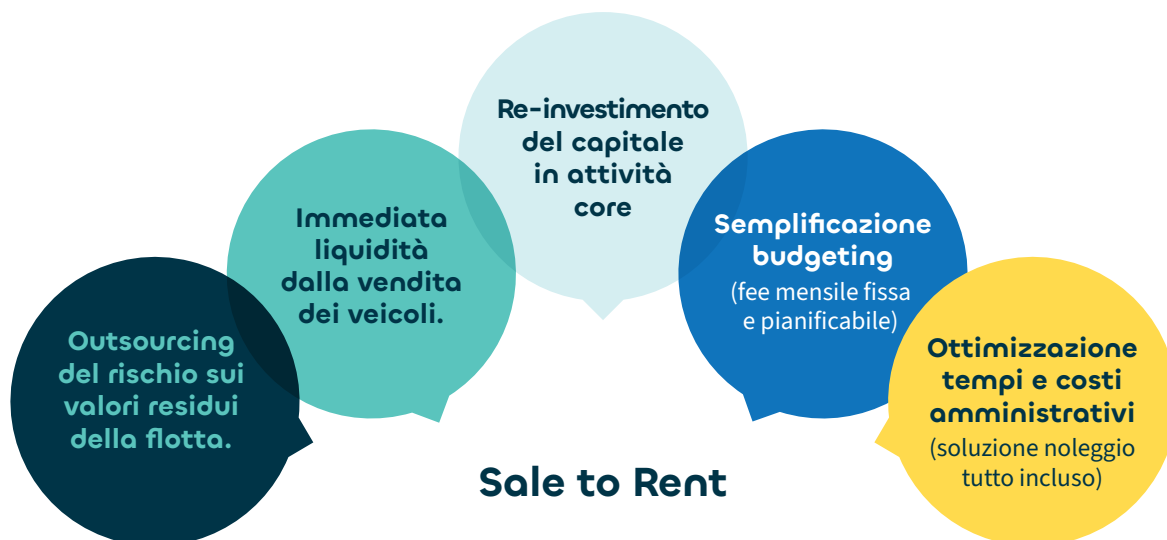 Outsourcing
del rischio sui
valori residui
della flotta.
Immediata
liquidità
dalla vendita
dei veicoli.
Re-investimento
del capitale
in attività
core
Semplificazione
budgeting
(fee mensile fissa
e pianificabile)
Ottimizzazione
tempi e costi
amministrativi
(soluzione noleggio
tutto incluso)
Sale to Rent